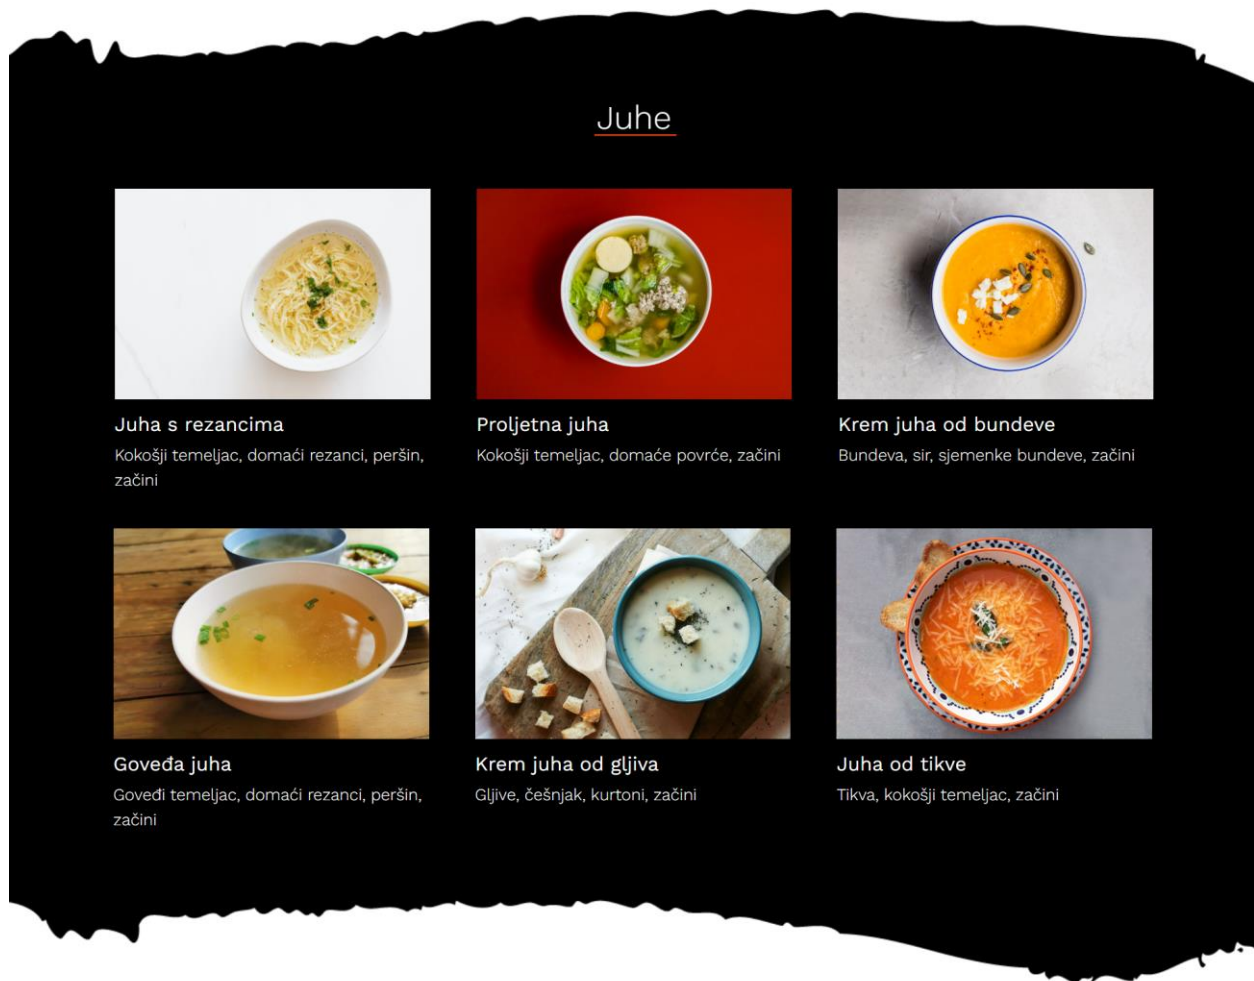 Juhe
Juha s rezancima
Kokošji temeljac, domaći rezanci, peršin,
začini
Proljetna juha
Kokošji temeljac, domaće povrće, začini
Krem juha od bundeve
Bundeva, sir, sjemenke bundeve, začini
Goveđa juha
Goveđi temeljac, domaći rezanci, peršin,
začini
Krem juha od gljiva
Gljive, češnjak, kurtoni, začini
Juha od tikve
Tikva, kokošji temeljac, začini